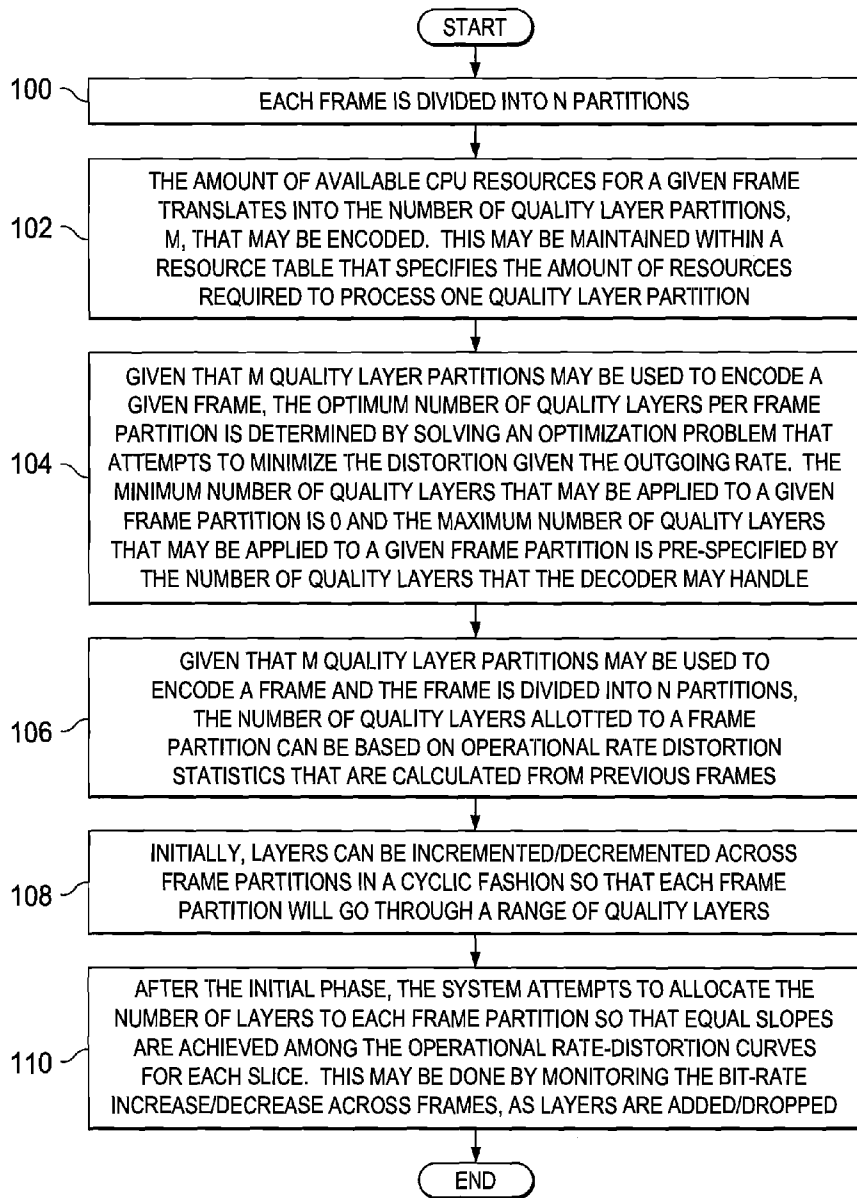 START
100
EACH FRAME IS DIVIDED INTO N PARTITIONS
102
THE AMOUNT OF AVAILABLE CPU RESOURCES FOR A GIVEN FRAME
TRANSLATES INTO THE NUMBER OF QUALITY LAYER PARTITIONS,
M, THAT MAY BE ENCODED. THIS MAY BE MAINTAINED WITHIN A
RESOURCE TABLE THAT SPECIFIES THE AMOUNT OF RESOURCES
REQUIRED TO PROCESS ONE QUALITY LAYER PARTITION
104
GIVEN THAT M QUALITY LAYER PARTITIONS MAY BE USED TO ENCODE A
GIVEN FRAME, THE OPTIMUM NUMBER OF QUALITY LAYERS PER FRAME
PARTITION IS DETERMINED BY SOLVING AN OPTIMIZATION PROBLEM THAT
ATTEMPTS TO MINIMIZE THE DISTORTION GIVEN THE OUTGOING RATE. THE
MINIMUM NUMBER OF QUALITY LAYERS THAT MAY BE APPLIED TO A GIVEN
FRAME PARTITION IS 0 AND THE MAXIMUM NUMBER OF QUALITY LAYERS
THAT MAY BE APPLIED TO A GIVEN FRAME PARTITION IS PRE-SPECIFIED BY
THE NUMBER OF QUALITY LAYERS THAT THE DECODER MAY HANDLE
106
GIVEN THAT M QUALITY LAYER PARTITIONS MAY BE USED TO
ENCODE A FRAME AND THE FRAME IS DIVIDED INTO N PARTITIONS,
THE NUMBER OF QUALITY LAYERS ALLOTTED TO A FRAME
PARTITION CAN BE BASED ON OPERATIONAL RATE DISTORTION
STATISTICS THAT ARE CALCULATED FROM PREVIOUS FRAMES
108
INITIALLY, LAYERS CAN BE INCREMENTED/DECREMENTED ACROSS
FRAME PARTITIONS IN A CYCLIC FASHION SO THAT EACH FRAME
PARTITION WILL GO THROUGH A RANGE OF QUALITY LAYERS
110
AFTER THE INITIAL PHASE, THE SYSTEM ATTEMPTS TO ALLOCATE THE
NUMBER OF LAYERS TO EACH FRAME PARTITION SO THAT EQUAL SLOPES
ARE ACHIEVED AMONG THE OPERATIONAL RATE-DISTORTION CURVES
FOR EACH SLICE. THIS MAY BE DONE BY MONITORING THE BIT-RATE
INCREASE/DECREASE ACROSS FRAMES, AS LAYERS ARE ADDED/DROPPED
END